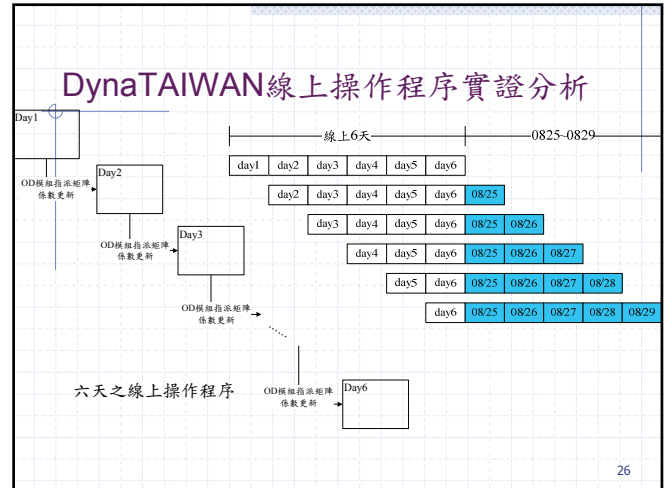 DynaTAIWAN線上操作程序實證分析
Day1
OD模組指派矩陣
係數更新
Day2
OD模組指派矩陣
係數更新
Day3
OD模組指派矩陣
係數更新
OD模組指派矩陣
係數更新
Day6
六天之線上操作程序
線上6天 0825~0829
day1 day2 day3 day4 day5 day6
day2 day3 day4 day5 day6 08/25
day3 day4 day5 day6 08/25 08/26
day4 day5 day6 08/25 08/26 08/27
day5 day6 08/25 08/26 08/27 08/28
day6 08/25 08/26 08/27 08/28 08/29
26